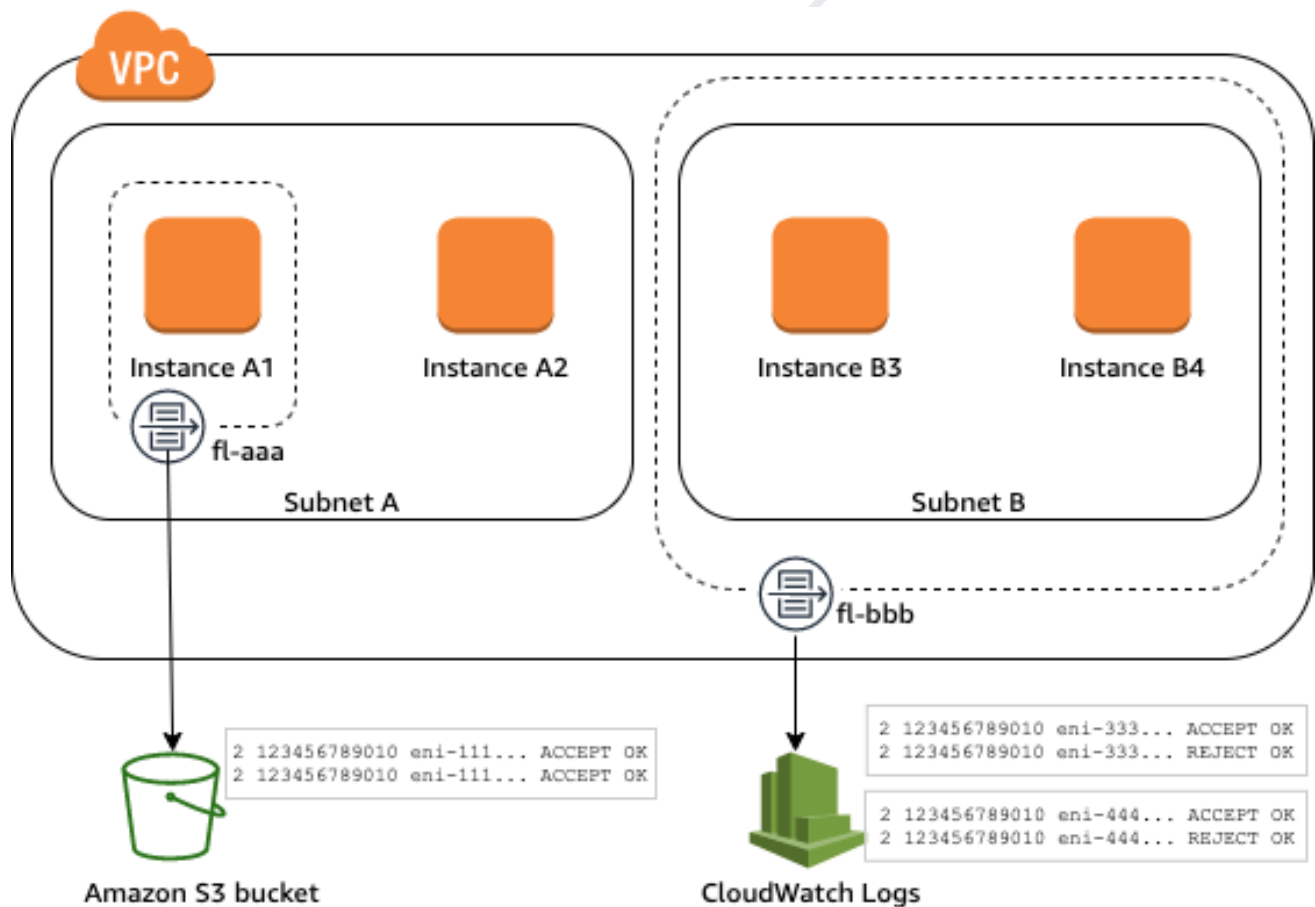 VPC
Instance A1
Instance A2
Instance B3
Instance B4
fl-aaa
Subnet A
Subnet B
fl-bbb
2 123456789010 eni-111... ACCEPT OK
2 123456789010 eni-111... ACCEPT OK
2 123456789010 eni-333... ACCEPT OK
2 123456789010 eni-333... REJECT OK
2 123456789010 eni-444... ACCEPT OK
2 123456789010 eni-444... REJECT OK
Amazon S3 bucket
CloudWatch Logs